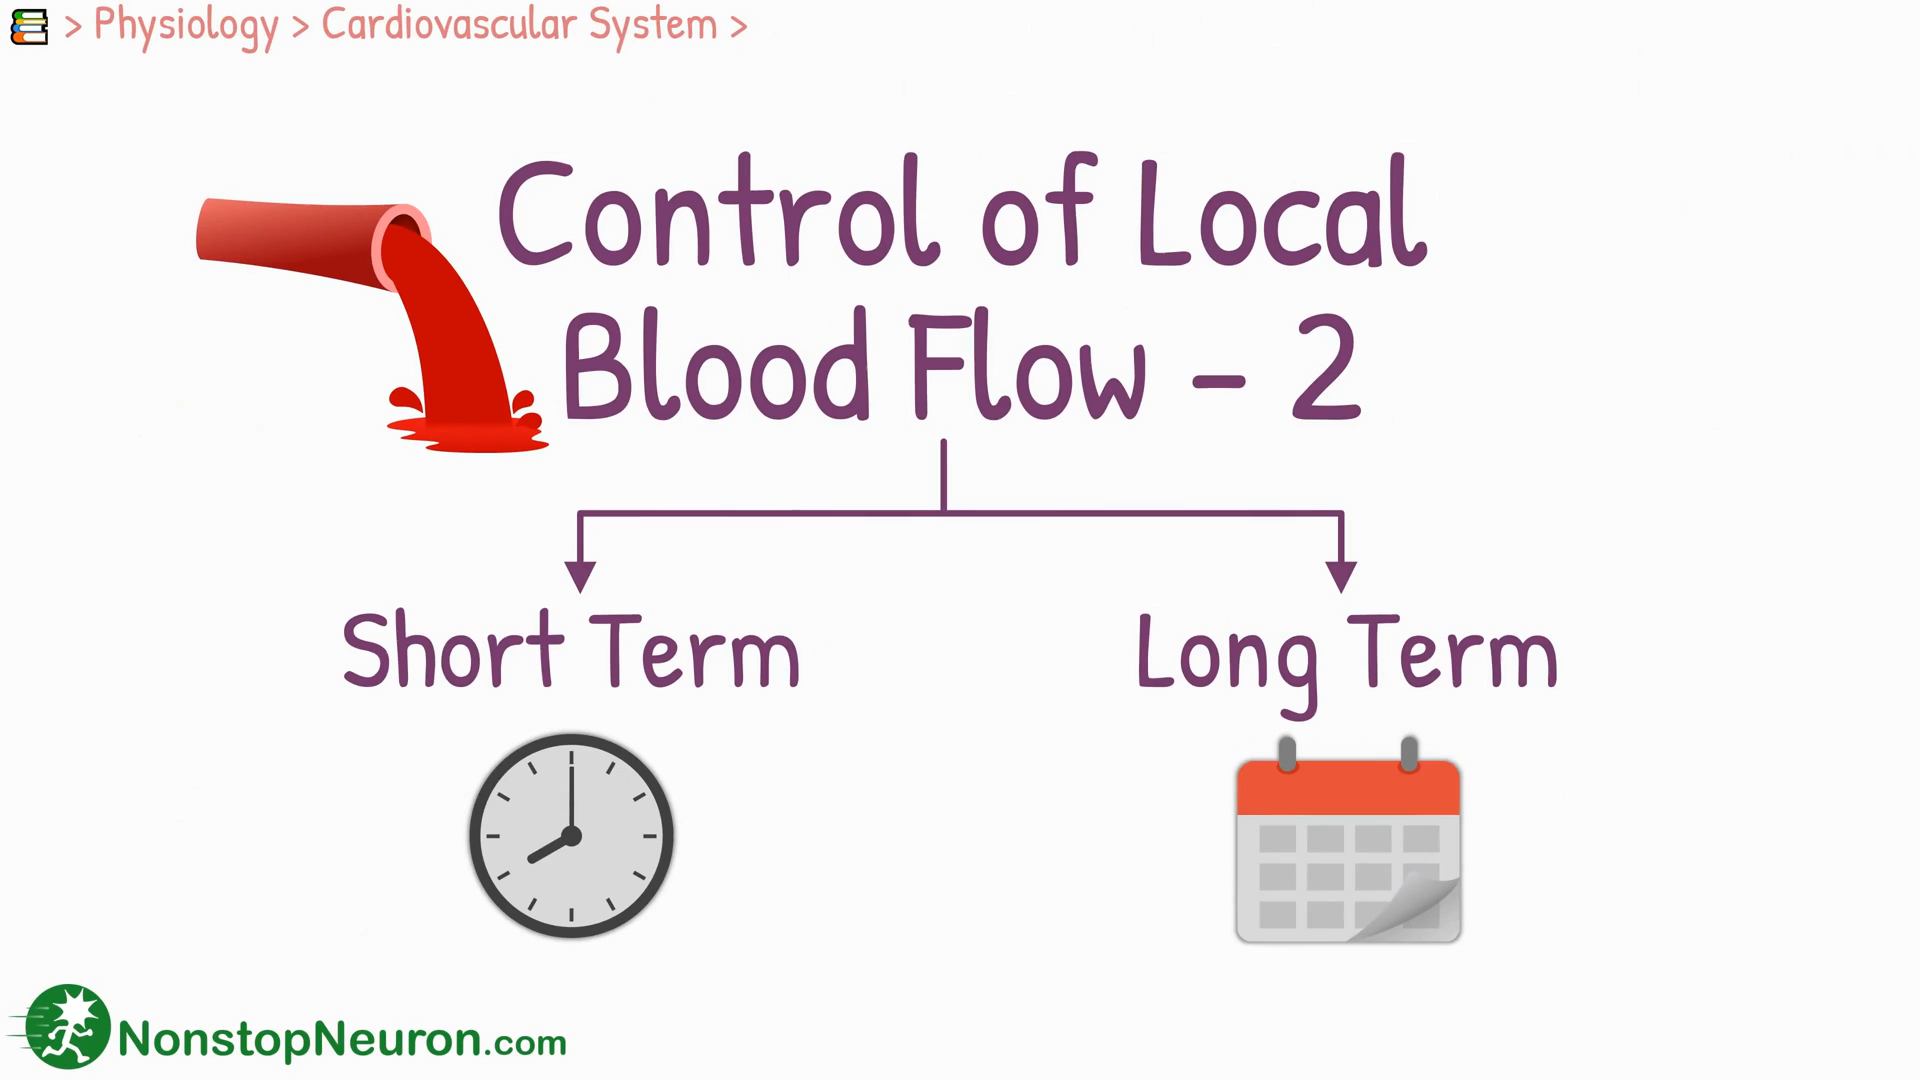 > Physiology > Cardiovascular System >
Control of Local
Blood Flow - 2
Short Term
Long Term
NonstopNeuron.com